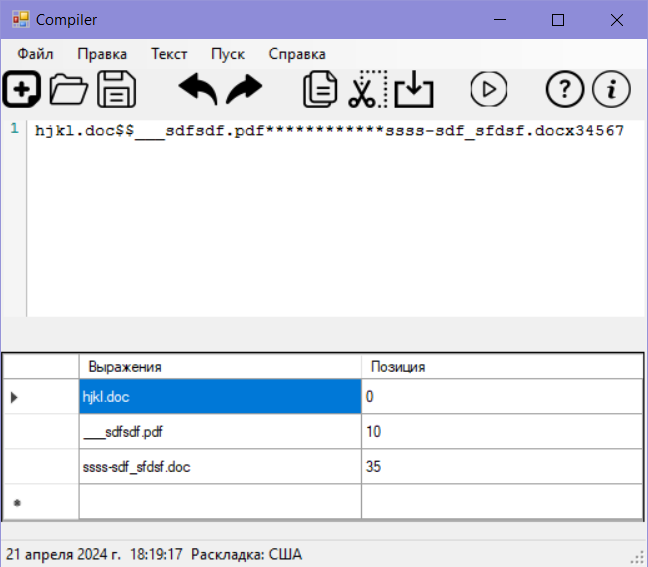 Compiler
Файл Правка Текст Пуск Справка
1 hjkl.doc$$___sdfsdf.pdf************ssss-sdf_sfdsf.docx34567
Выражения Позиция
hjkl.doc 0
___sdfsdf.pdf 10
ssss-sdf_sfdsf.doc 35
21 апреля 2024 г. 18:19:17 Раскладка: США